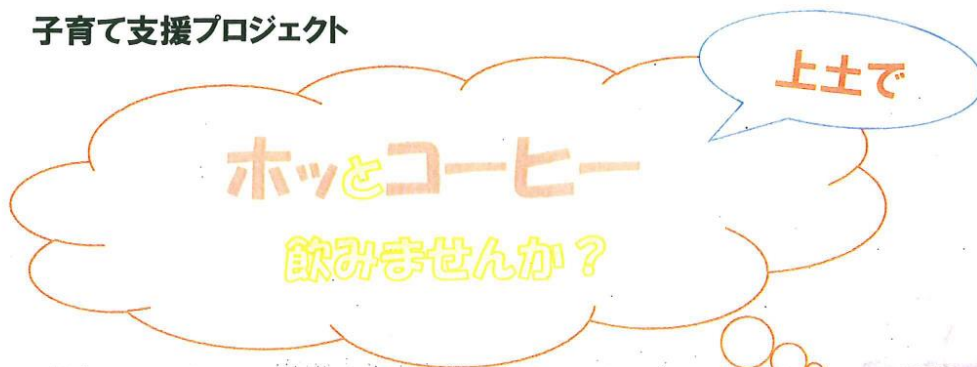 子育て支援プロジェクト
上土で
ホッとコーヒー
飲みませんか？